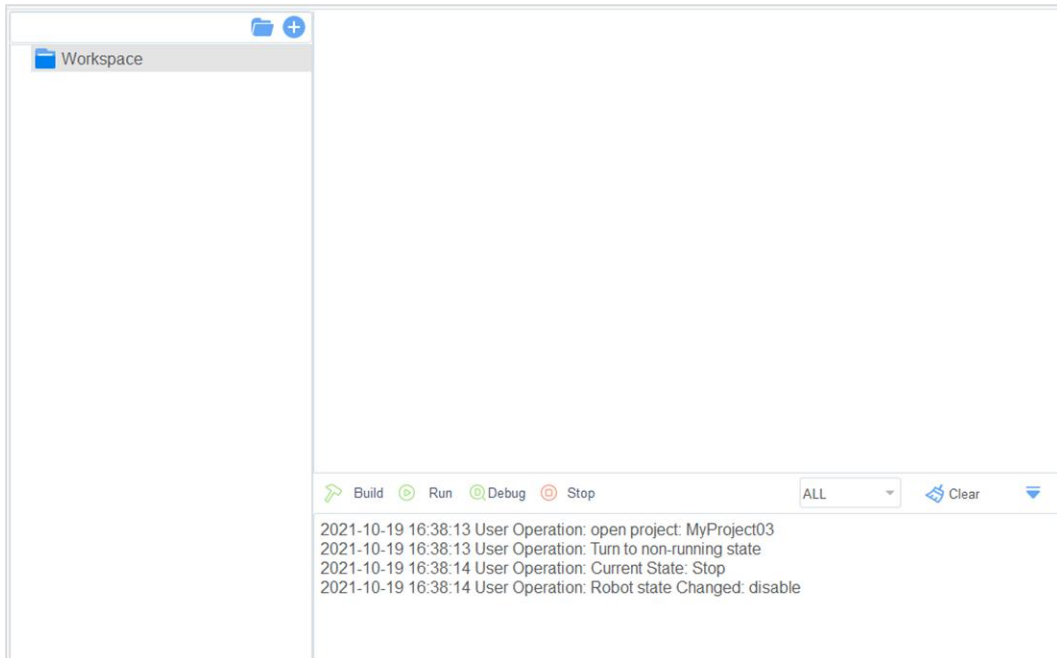 Workspace
Build Run Debug Stop ALL Clear
2021-10-19 16:38:13 User Operation: open project: MyProject03
2021-10-19 16:38:13 User Operation: Turn to non-running state
2021-10-19 16:38:14 User Operation: Current State: Stop
2021-10-19 16:38:14 User Operation: Robot state Changed: disable